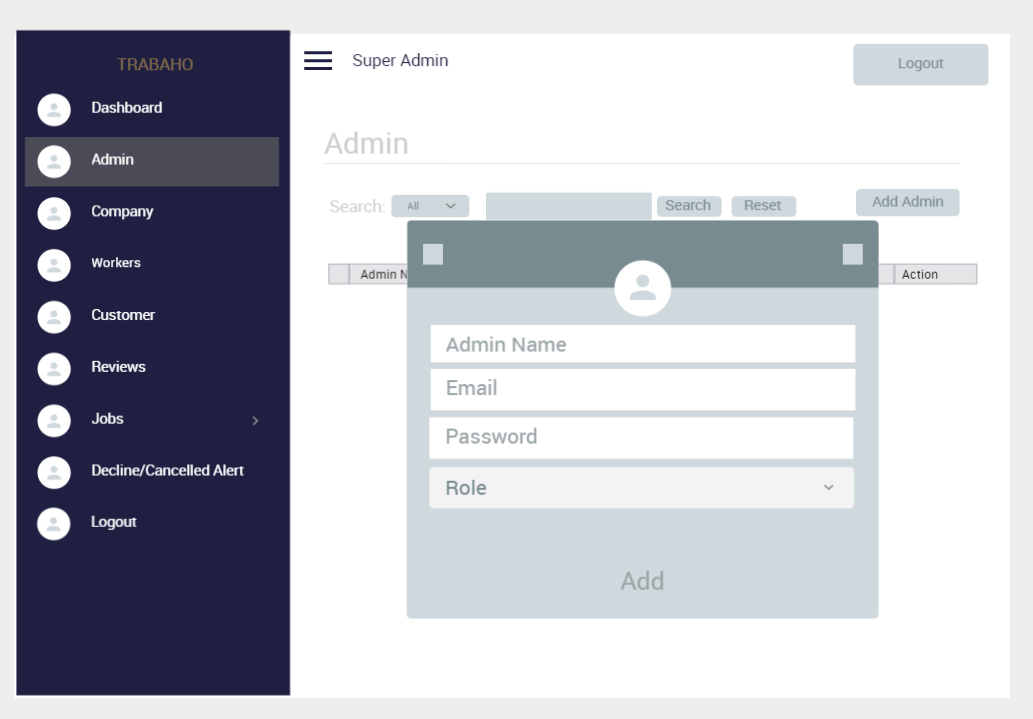 TRABAHO
Dashboard
Admin
Company
Workers
Customer
Reviews
Jobs
Decline/Cancelled Alert
Logout
Super Admin
Logout
Admin
Search: All Search Reset Add Admin
Admin N
Action
Admin Name
Email
Password
Role
Add